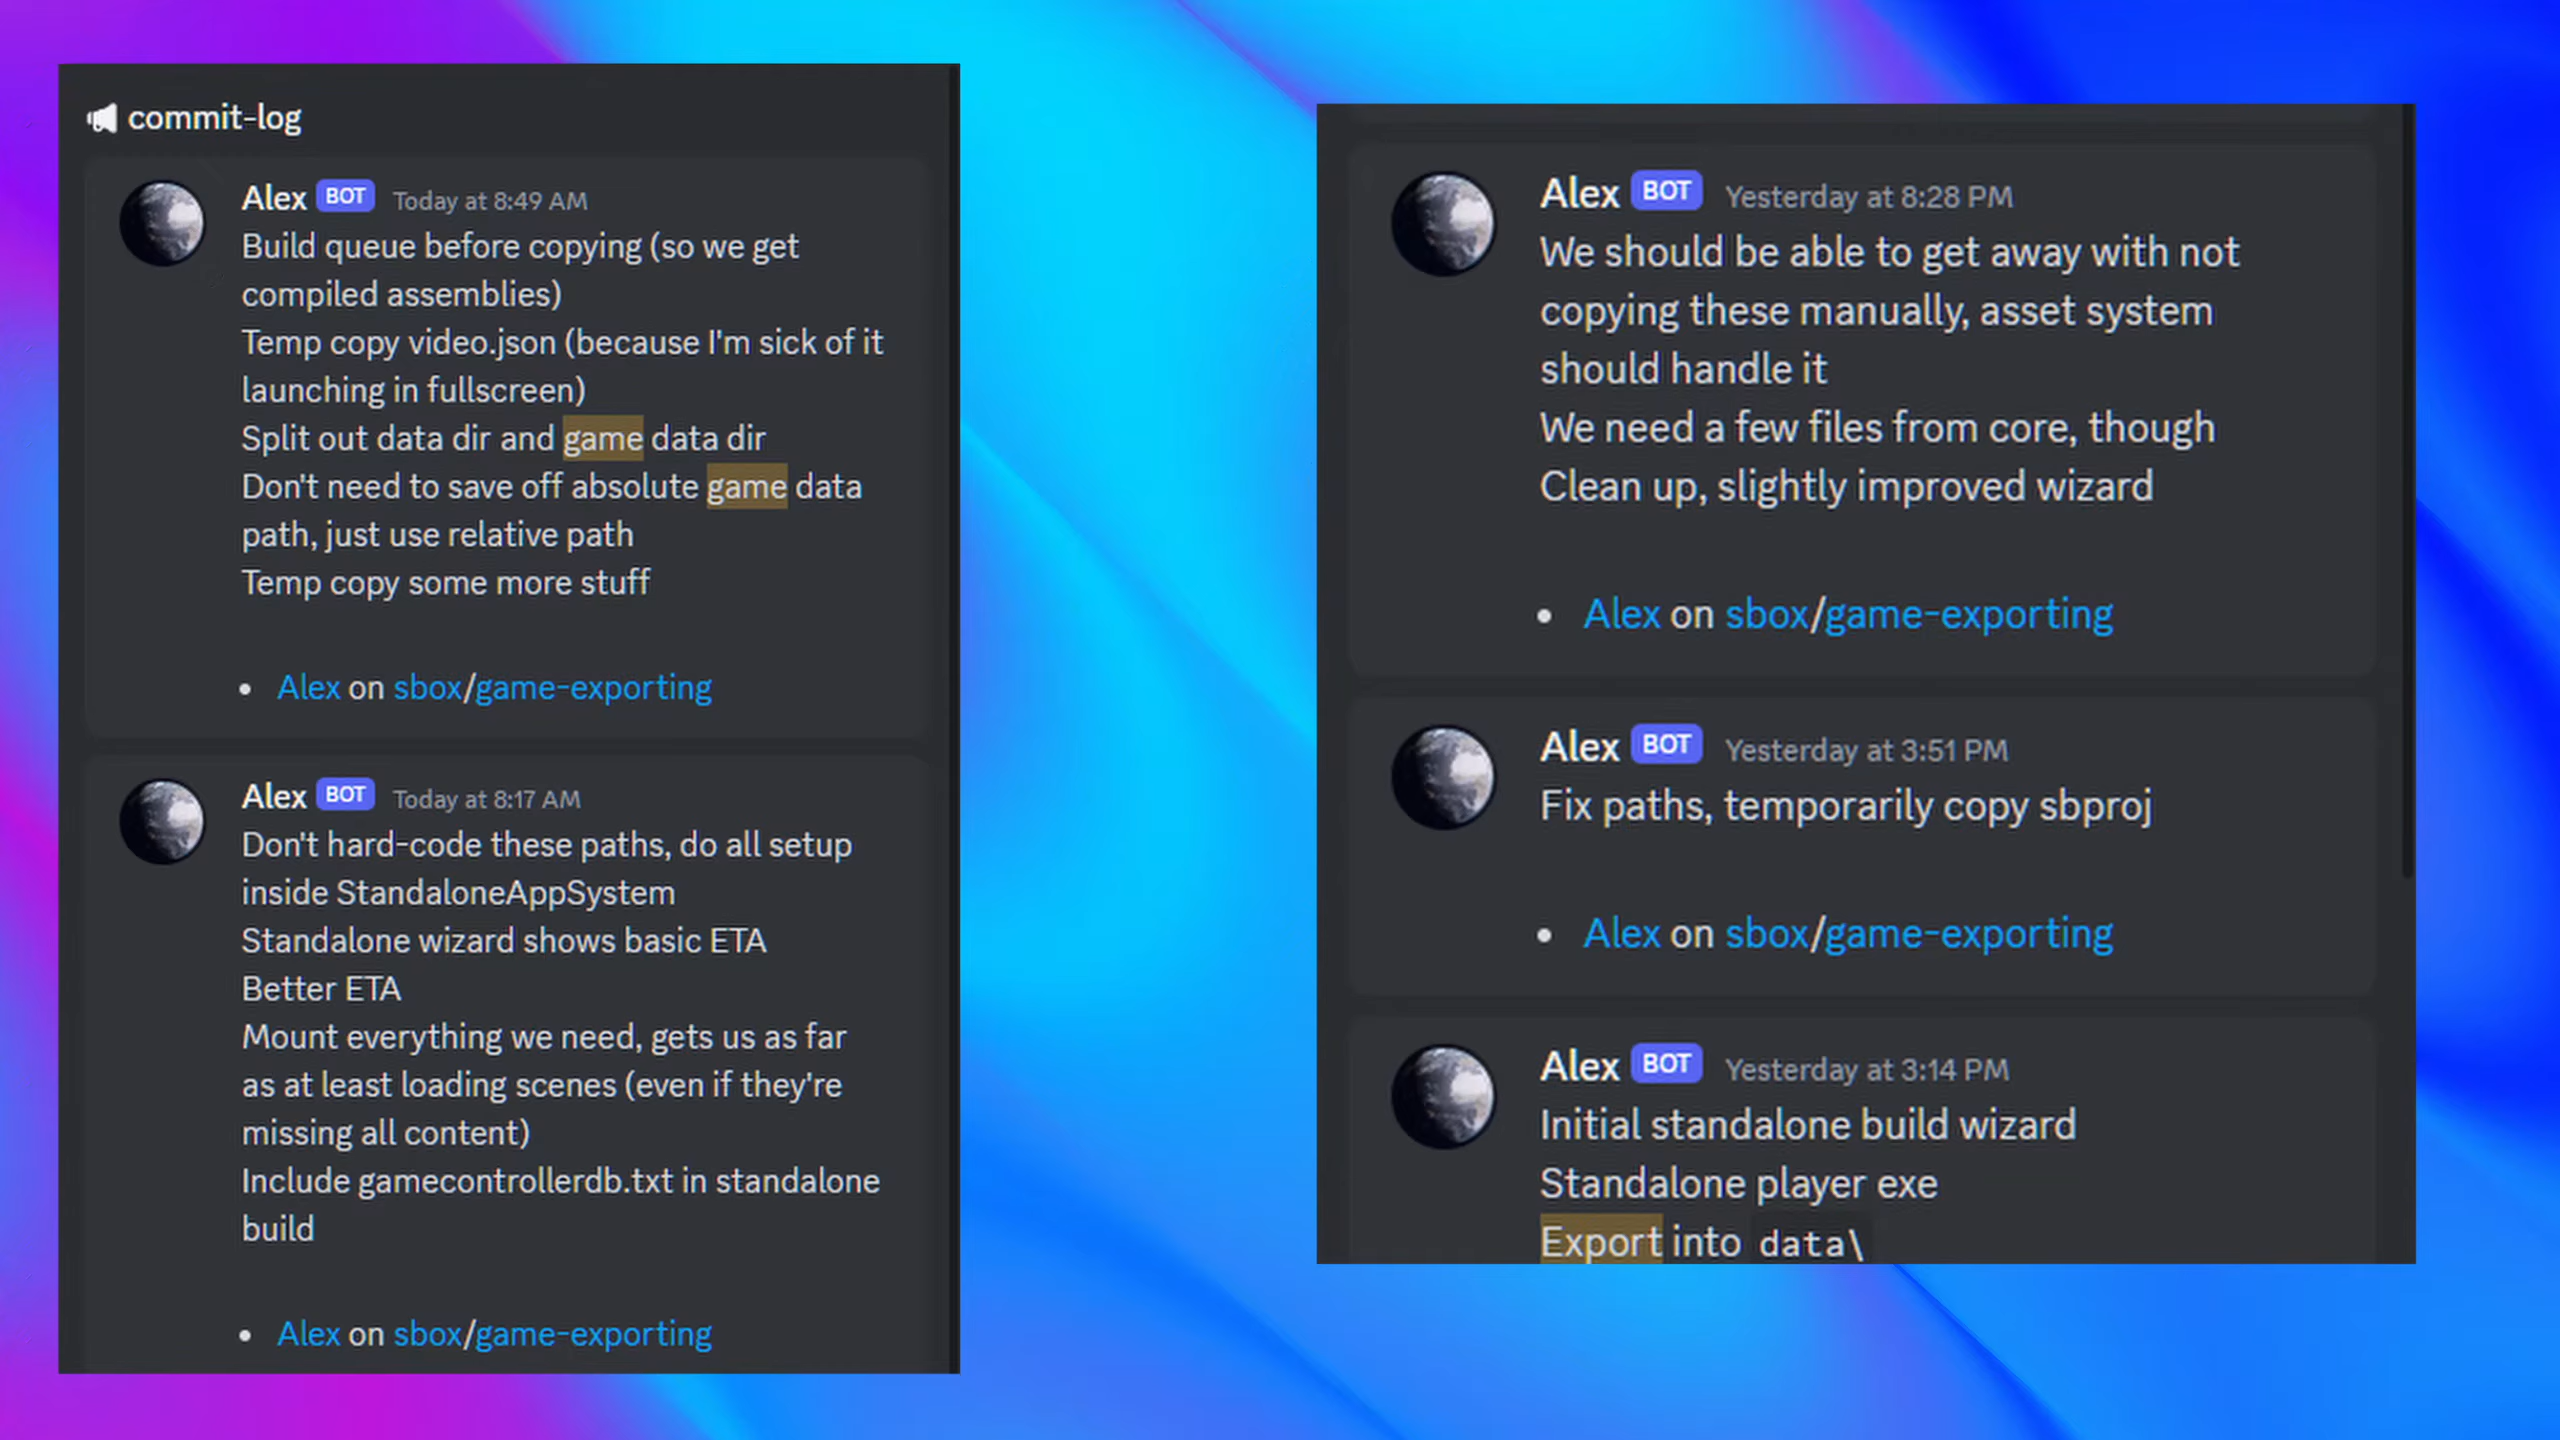 commit-log
Alex BOT Today at 8:49 AM
Build queue before copying (so we get
compiled assemblies)
Temp copy video.json (because I'm sick of it
launching in fullscreen)
Split out data dir and game data dir
Don't need to save off absolute game data
path, just use relative path
Temp copy some more stuff
• Alex on sbox/game-exporting
Alex BOT Today at 8:17 AM
Don't hard-code these paths, do all setup
inside StandaloneAppSystem
Standalone wizard shows basic ETA
Better ETA
Mount everything we need, gets us as far
as at least loading scenes (even if they're
missing all content)
Include gamecontrollerdb.txt in standalone
build
• Alex on sbox/game-exporting
Alex BOT Yesterday at 8:28 PM
We should be able to get away with not
copying these manually, asset system
should handle it
We need a few files from core, though
Clean up, slightly improved wizard
• Alex on sbox/game-exporting
Alex BOT Yesterday at 3:51 PM
Fix paths, temporarily copy sbproj
• Alex on sbox/game-exporting
Alex BOT Yesterday at 3:14 PM
Initial standalone build wizard
Standalone player exe
Export into data\